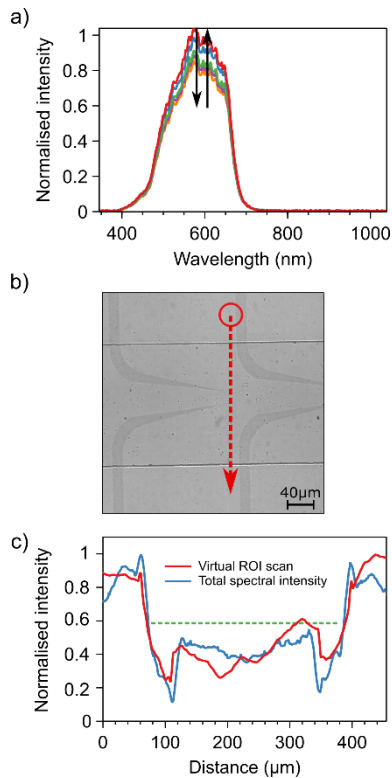 a)
1
0.8
0.6
0.4
0.2
0
Normalised intensity
400 600 800 1000
Wavelength (nm)
b)
40μm
c)
1
0.8
0.6
0.4
0.2
0
Normalised intensity
Virtual ROI scan
Total spectral intensity
0 100 200 300 400
Distance (μm)